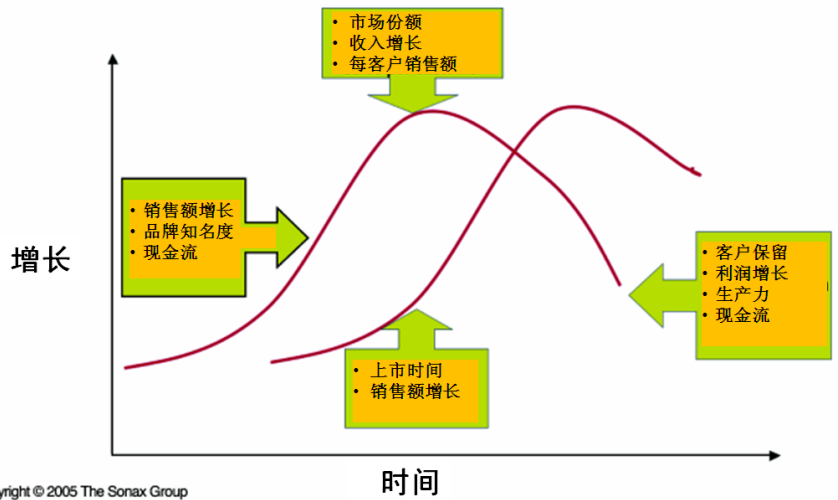 • 市场份额
• 收入增长
• 每客户销售额
• 销售额增长
• 品牌知名度
• 现金流
增长
• 客户保留
• 利润增长
• 生产力
• 现金流
• 上市时间
• 销售额增长
时间
yright © 2005 The Sonax Group